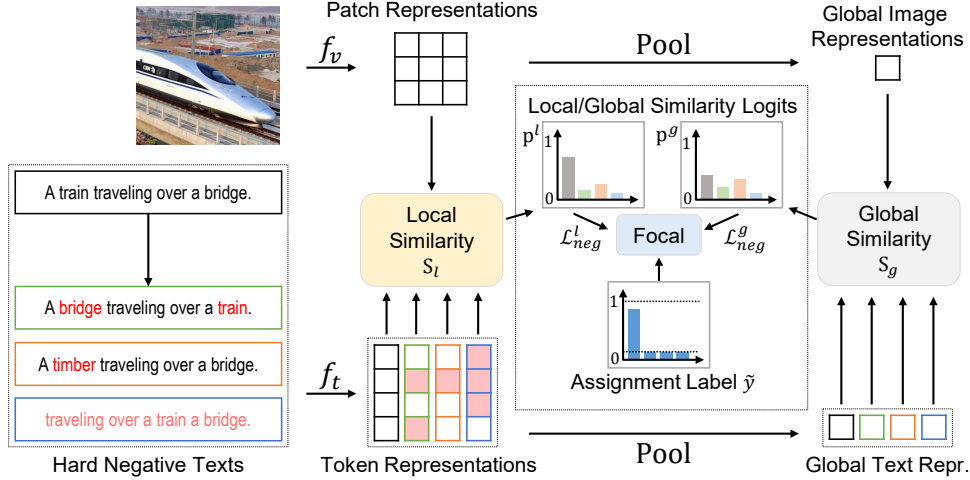 Patch Representations
Global Image
Representations
f_v
Pool
Local/Global Similarity Logits
p^l
1
0
p^g
1
0
A train traveling over a bridge.
Local
Similarity
S_l
ℒ^l_neg
Focal
ℒ^g_neg
Global
Similarity
S_g
A bridge traveling over a train.
A timber traveling over a bridge.
traveling over a train a bridge.
1
0
Assignment Label ỹ
f_t
Pool
Hard Negative Texts
Token Representations
Global Text Repr.